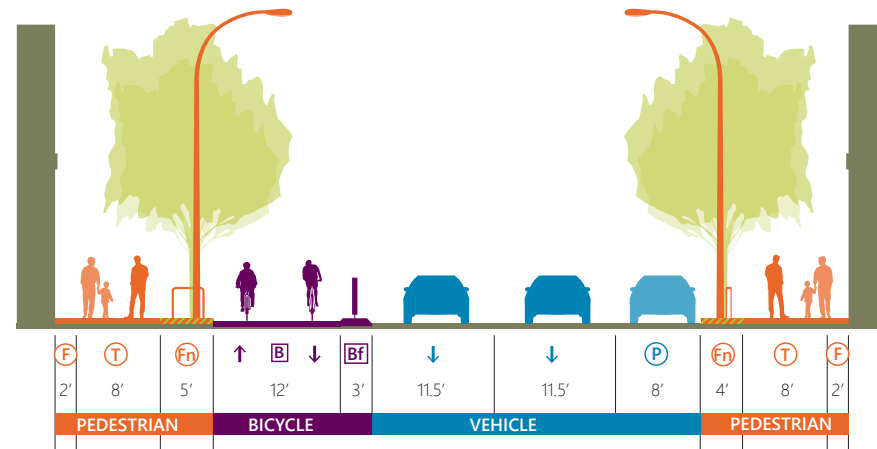 F T Fn ↑ B ↓ Bf ↓ ↓ P Fn T F
2’ 8’ 5’ 12’ 3’ 11.5’ 11.5’ 8’ 4’ 8’ 2’
PEDESTRIAN BICYCLE VEHICLE PEDESTRIAN